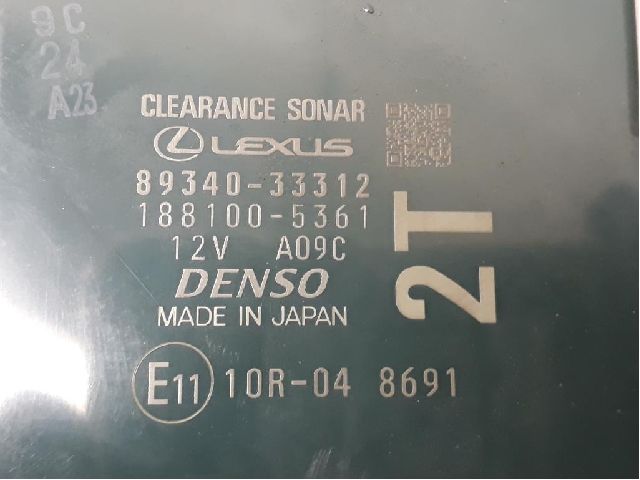 9C
24
A23
CLEARANCE SONAR
LEXUS
89340-33312
188100-5361
12V A09C
DENSO
MADE IN JAPAN
2T
E11 10R-04 8691